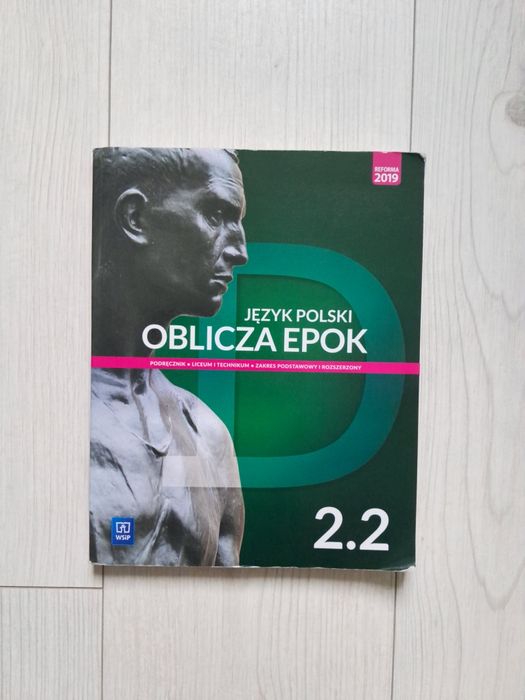 REFORMA
2019
JĘZYK POLSKI
OBLICZA EPOK
PODRĘCZNIK • LICEUM I TECHNIKUM • ZAKRES PODSTAWOWY I ROZSZERZONY
2.2
WSiP